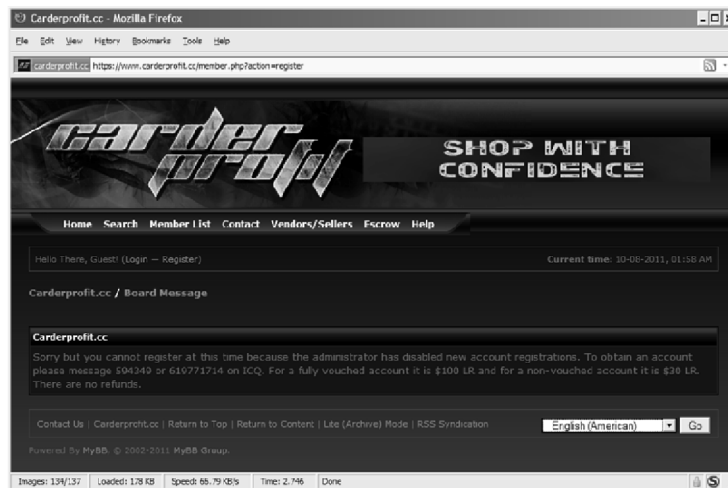 Carderprofit.cc - Mozilla Firefox
File Edit View History Bookmarks Tools Help
carderprofit.cc https://www.carderprofit.cc/member.php?action=register
carder profit
SHOP WITH
CONFIDENCE
Home Search Member List Contact Vendors/Sellers Escrow Help
Hello There, Guest! (Login — Register) Current time: 10-08-2011, 01:58 AM
Carderprofit.cc / Board Message
Carderprofit.cc
Sorry but you cannot register at this time because the administrator has disabled new account registrations. To obtain an account
please message 594349 or 619771714 on ICQ. For a fully vouched account it is $100 LR and for a non-vouched account it is $30 LR.
There are no refunds.
Contact Us | Carderprofit.cc | Return to Top | Return to Content | Lite (Archive) Mode | RSS Syndication English (American) Go
Powered By MyBB, © 2002-2011 MyBB Group.
Images: 134/137 Loaded: 178 KB Speed: 65.79 KB/s Time: 2.746 Done